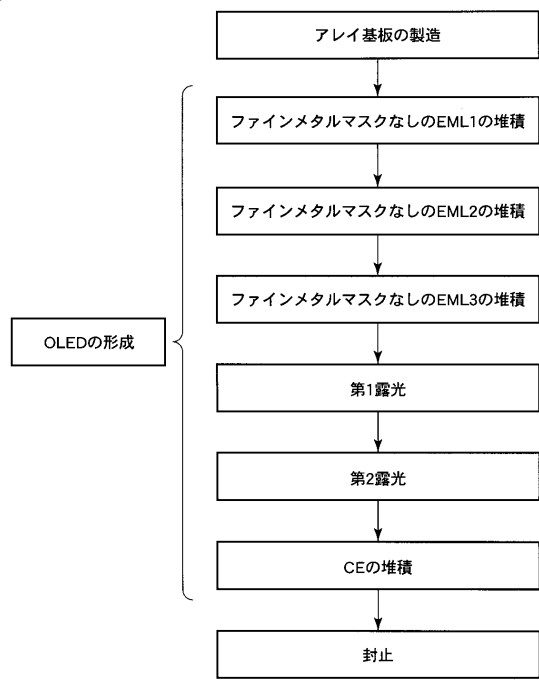 アレイ基板の製造
ファインメタルマスクなしのEML1の堆積
ファインメタルマスクなしのEML2の堆積
ファインメタルマスクなしのEML3の堆積
OLEDの形成
第1露光
第2露光
CEの堆積
封止